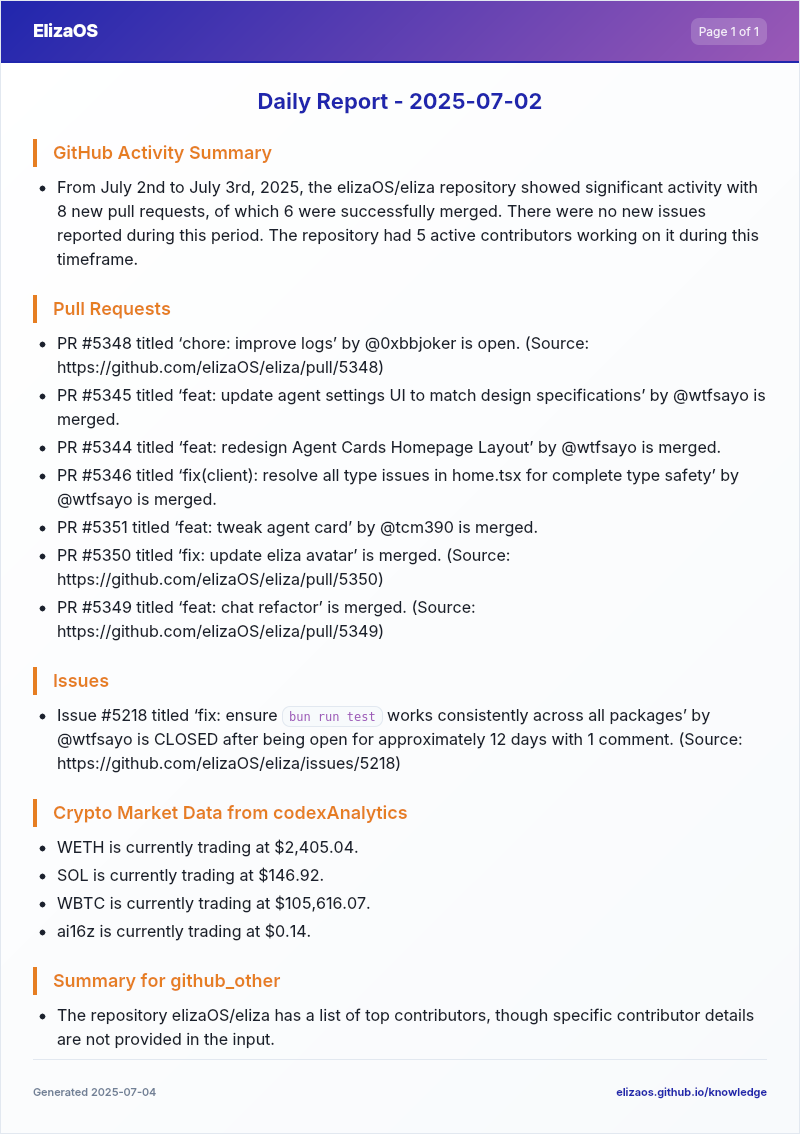 ElizaOS
Page 1 of 1
Daily Report - 2025-07-02
GitHub Activity Summary
• From July 2nd to July 3rd, 2025, the elizaOS/eliza repository showed significant activity with
8 new pull requests, of which 6 were successfully merged. There were no new issues
reported during this period. The repository had 5 active contributors working on it during this
timeframe.
Pull Requests
• PR #5348 titled ‘chore: improve logs’ by @0xbbjoker is open. (Source:
https://github.com/elizaOS/eliza/pull/5348)
• PR #5345 titled ‘feat: update agent settings UI to match design specifications’ by @wtfsayo is
merged.
• PR #5344 titled ‘feat: redesign Agent Cards Homepage Layout’ by @wtfsayo is merged.
• PR #5346 titled ‘fix(client): resolve all type issues in home.tsx for complete type safety’ by
@wtfsayo is merged.
• PR #5351 titled ‘feat: tweak agent card’ by @tcm390 is merged.
• PR #5350 titled ‘fix: update eliza avatar’ is merged. (Source:
https://github.com/elizaOS/eliza/pull/5350)
• PR #5349 titled ‘feat: chat refactor’ is merged. (Source:
https://github.com/elizaOS/eliza/pull/5349)
Issues
• Issue #5218 titled ‘fix: ensure bun run test works consistently across all packages’ by
@wtfsayo is CLOSED after being open for approximately 12 days with 1 comment. (Source:
https://github.com/elizaOS/eliza/issues/5218)
Crypto Market Data from codexAnalytics
• WETH is currently trading at $2,405.04.
• SOL is currently trading at $146.92.
• WBTC is currently trading at $105,616.07.
• ai16z is currently trading at $0.14.
Summary for github_other
• The repository elizaOS/eliza has a list of top contributors, though specific contributor details
are not provided in the input.
Generated 2025-07-04
elizaos.github.io/knowledge